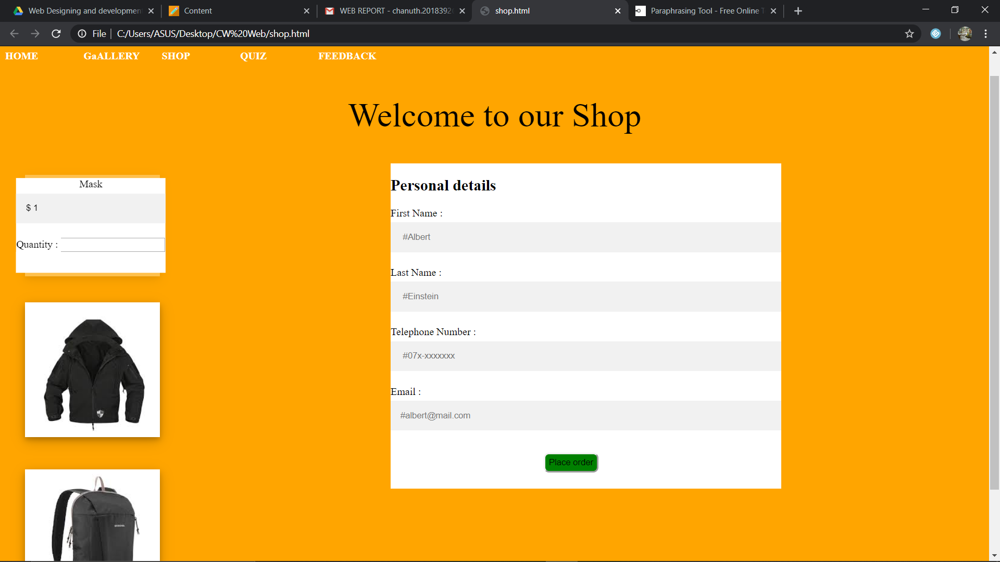 Web Designing and development
Content
WEB REPORT - chanuth.2018392
shop.html
Paraphrasing Tool - Free Online T
File
C:/Users/ASUS/Desktop/CW%20Web/shop.html
HOME GaALLERY SHOP QUIZ FEEDBACK
Welcome to our Shop
Mask
$ 1
Quantity :
Personal details
First Name :
#Albert
Last Name :
#Einstein
Telephone Number :
#07x-xxxxxxx
Email :
#albert@mail.com
Place order